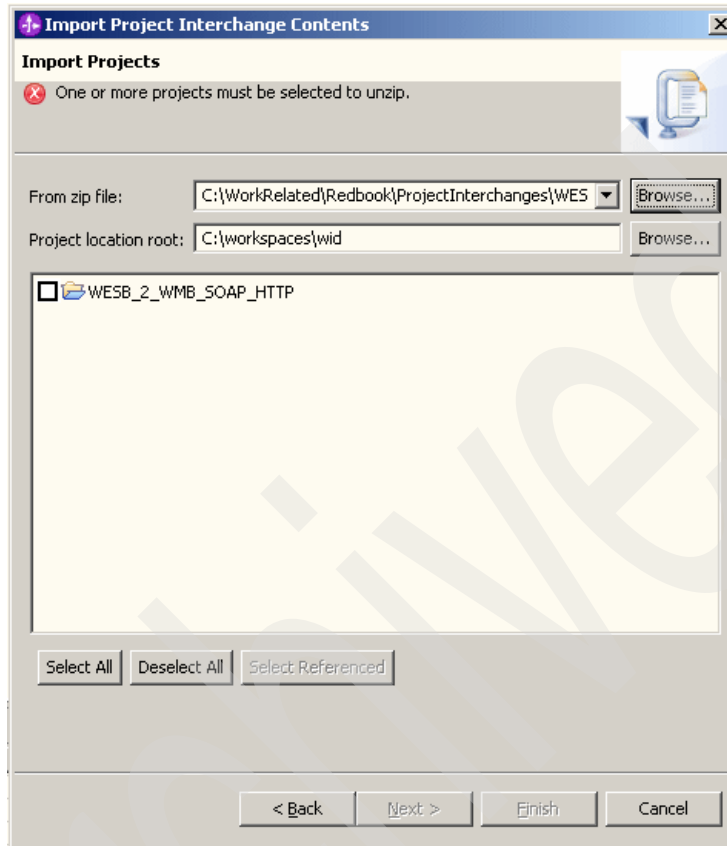 Import Project Interchange Contents
Import Projects
One or more projects must be selected to unzip.
From zip file: C:\WorkRelated\Redbook\ProjectInterchanges\WES Browse...
Project location root: C:\workspaces\wid Browse...
WESB_2_WMB_SOAP_HTTP
Select All Deselect All Select Referenced
< Back Next > Finish Cancel